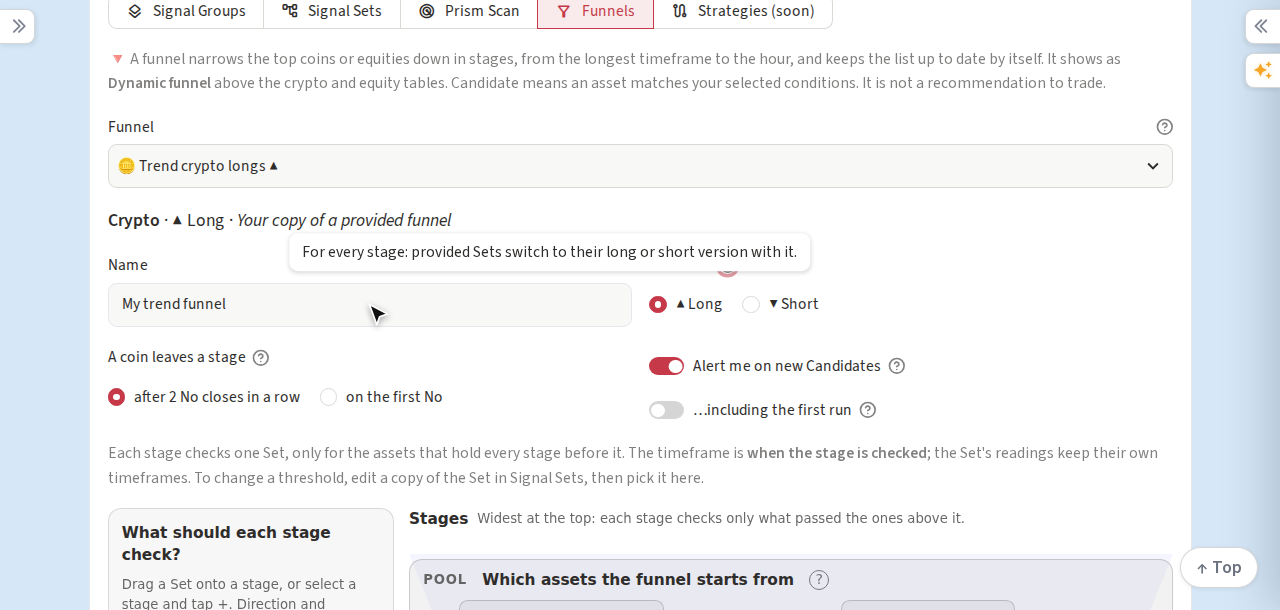 Signal Groups
Signal Sets
Prism Scan
Funnels
Strategies (soon)
A funnel narrows the top coins or equities down in stages, from the longest timeframe to the hour, and keeps the list up to date by itself. It shows as
Dynamic funnel above the crypto and equity tables. Candidate means an asset matches your selected conditions. It is not a recommendation to trade.
Funnel
Trend crypto longs ▲
Crypto · ▲ Long · Your copy of a provided funnel
For every stage: provided Sets switch to their long or short version with it.
Name
My trend funnel
▲ Long
▼ Short
A coin leaves a stage
after 2 No closes in a row
on the first No
Alert me on new Candidates
…including the first run
Each stage checks one Set, only for the assets that hold every stage before it. The timeframe is when the stage is checked; the Set's readings keep their own
timeframes. To change a threshold, edit a copy of the Set in Signal Sets, then pick it here.
What should each stage
check?
Drag a Set onto a stage, or select a
stage and tap +. Direction and
Stages Widest at the top: each stage checks only what passed the ones above it.
POOL Which assets the funnel starts from
↑ Top